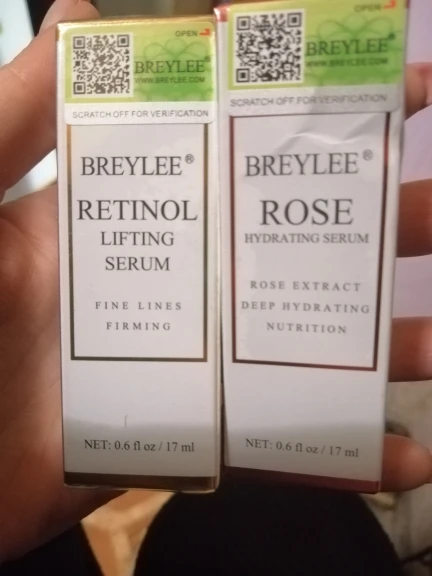 OPEN
BREYLEE®
WWW.BREYLEE.COM
SCRATCH OFF FOR VERIFICATION
BREYLEE®
RETINOL
LIFTING
SERUM
FINE LINES
FIRMING
NET: 0.6 fl oz / 17 ml
OPEN
BREYLEE®
WWW.BREYLEE.COM
SCRATCH OFF FOR VERIFICATION
BREYLEE®
ROSE
HYDRATING SERUM
ROSE EXTRACT
DEEP HYDRATING
NUTRITION
NET: 0.6 fl oz / 17 ml